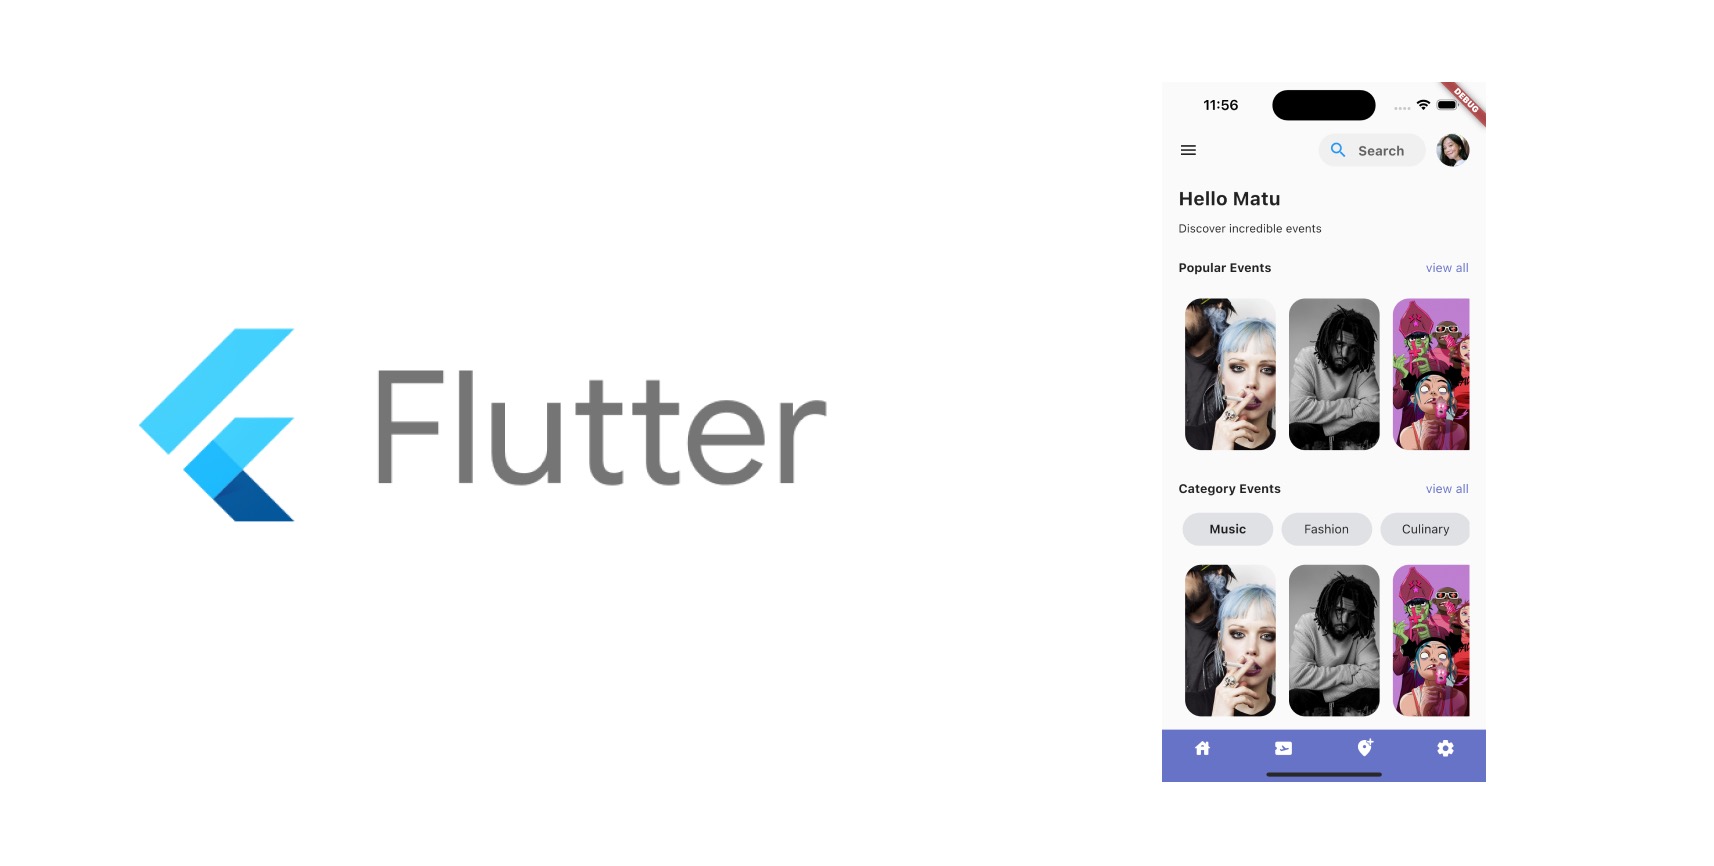 Flutter
11:56
DEBUG
Search
Hello Matu
Discover incredible events
Popular Events view all
Category Events view all
Music Fashion Culinary